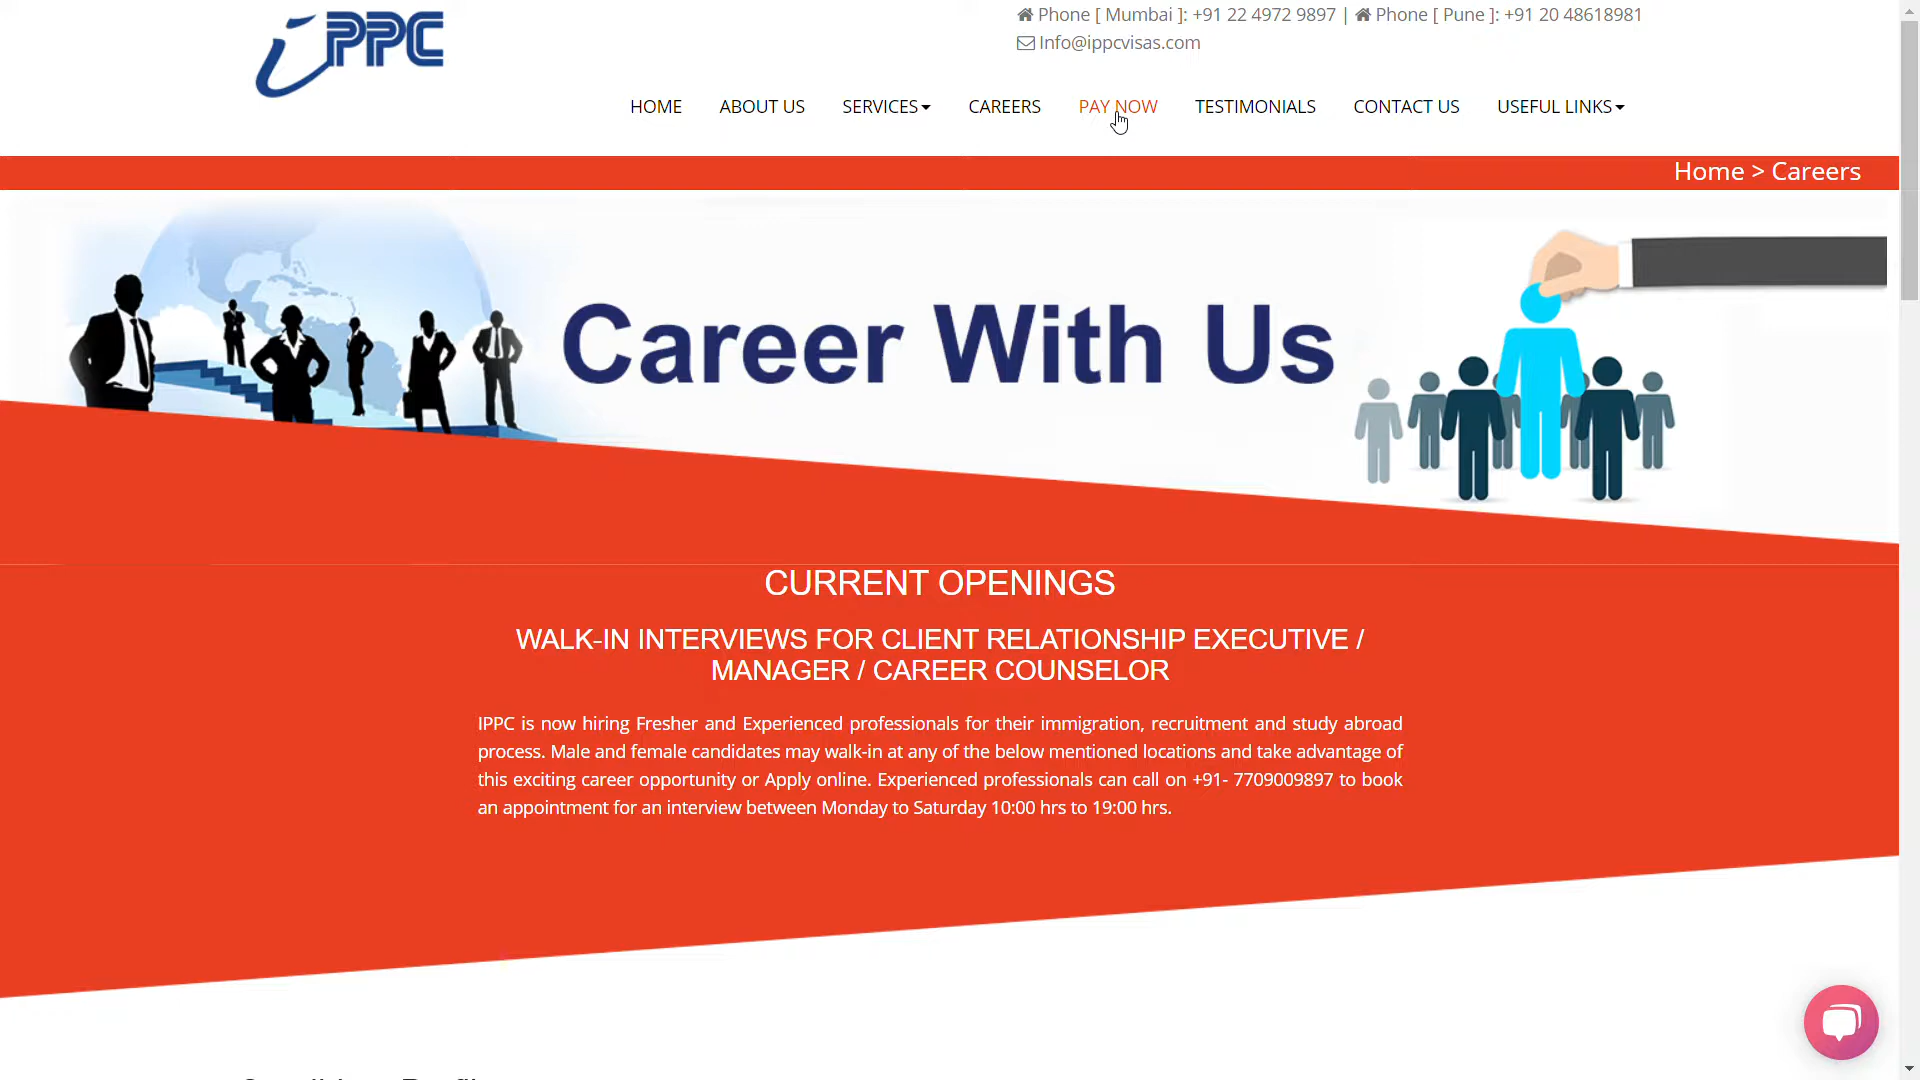 iPPC
Phone [ Mumbai ]: +91 22 4972 9897 | Phone [ Pune ]: +91 20 48618981
Info@ippcvisas.com
HOME ABOUT US SERVICES CAREERS PAY NOW TESTIMONIALS CONTACT US USEFUL LINKS
Home > Careers
Career With Us
CURRENT OPENINGS
WALK-IN INTERVIEWS FOR CLIENT RELATIONSHIP EXECUTIVE /
MANAGER / CAREER COUNSELOR
IPPC is now hiring Fresher and Experienced professionals for their immigration, recruitment and study abroad
process. Male and female candidates may walk-in at any of the below mentioned locations and take advantage of
this exciting career opportunity or Apply online. Experienced professionals can call on +91- 7709009897 to book
an appointment for an interview between Monday to Saturday 10:00 hrs to 19:00 hrs.